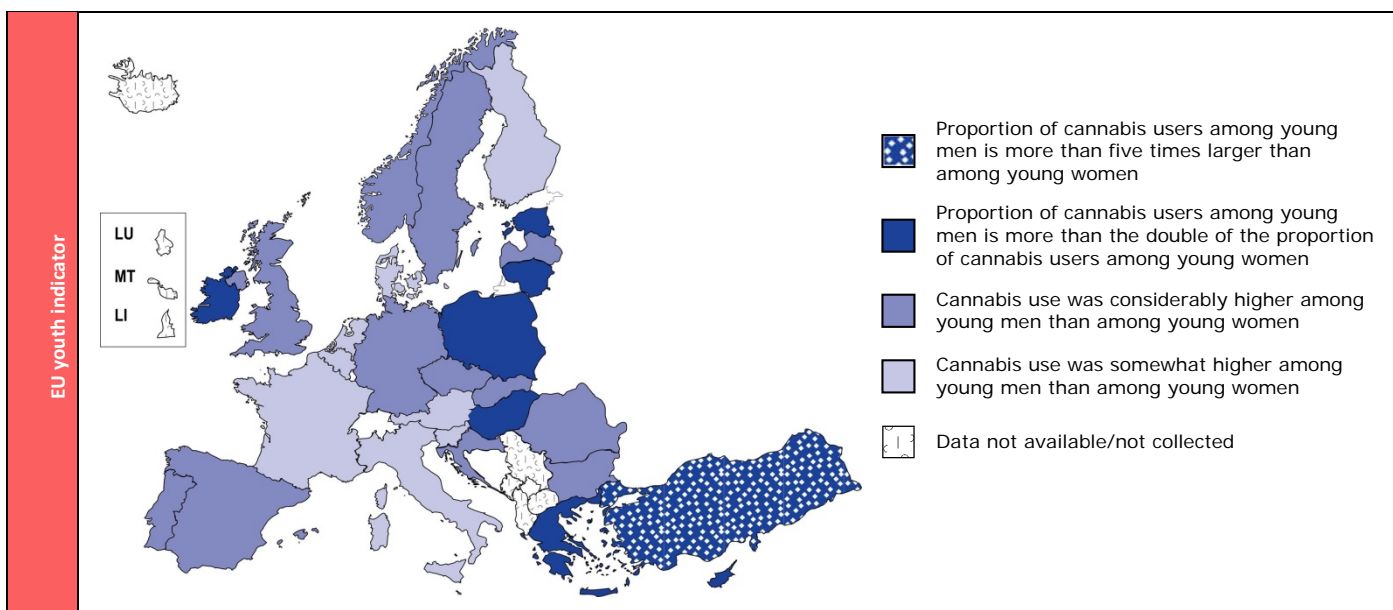 EU youth indicator
LU
MT
LI
Proportion of cannabis users among young
men is more than five times larger than
among young women
Proportion of cannabis users among young
men is more than the double of the proportion
of cannabis users among young women
Cannabis use was considerably higher among
young men than among young women
Cannabis use was somewhat higher among
young men than among young women
Data not available/not collected